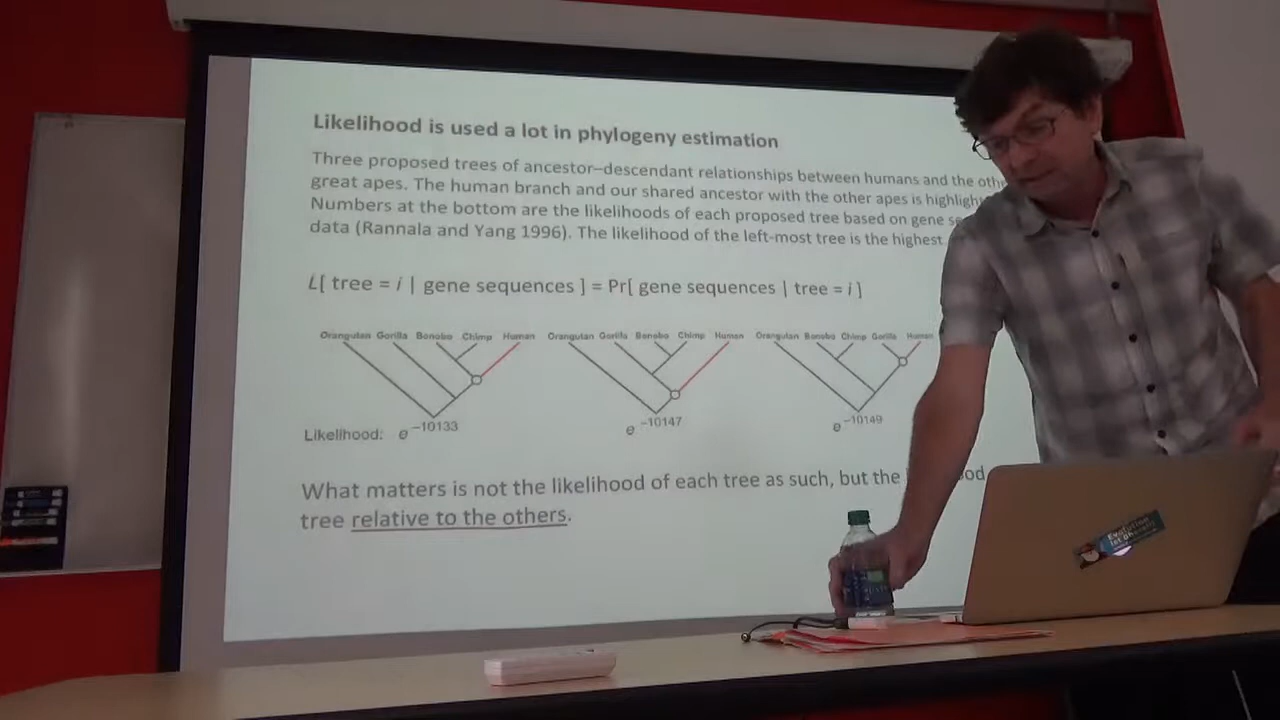 Likelihood is used a lot in phylogeny estimation
Three proposed trees of ancestor–descendant relationships between humans and the
great apes. The human branch and our shared ancestor with the other apes is
Numbers at the bottom are the likelihoods of each proposed tree based on gene
data (Rannala and Yang 1996). The likelihood of the left-most tree is the highest
L[ tree = i | gene sequences ] = Pr[ gene sequences | tree = i ]
Orangutan Gorilla Bonobo Chimp Human Orangutan Gorilla Bonobo Chimp Human Orangutan Bonobo Chimp Gorilla Human
Likelihood: e^-10133 e^-10147 e^-10149
What matters is not the likelihood of each tree as such, but the
tree relative to the others.
Evolution